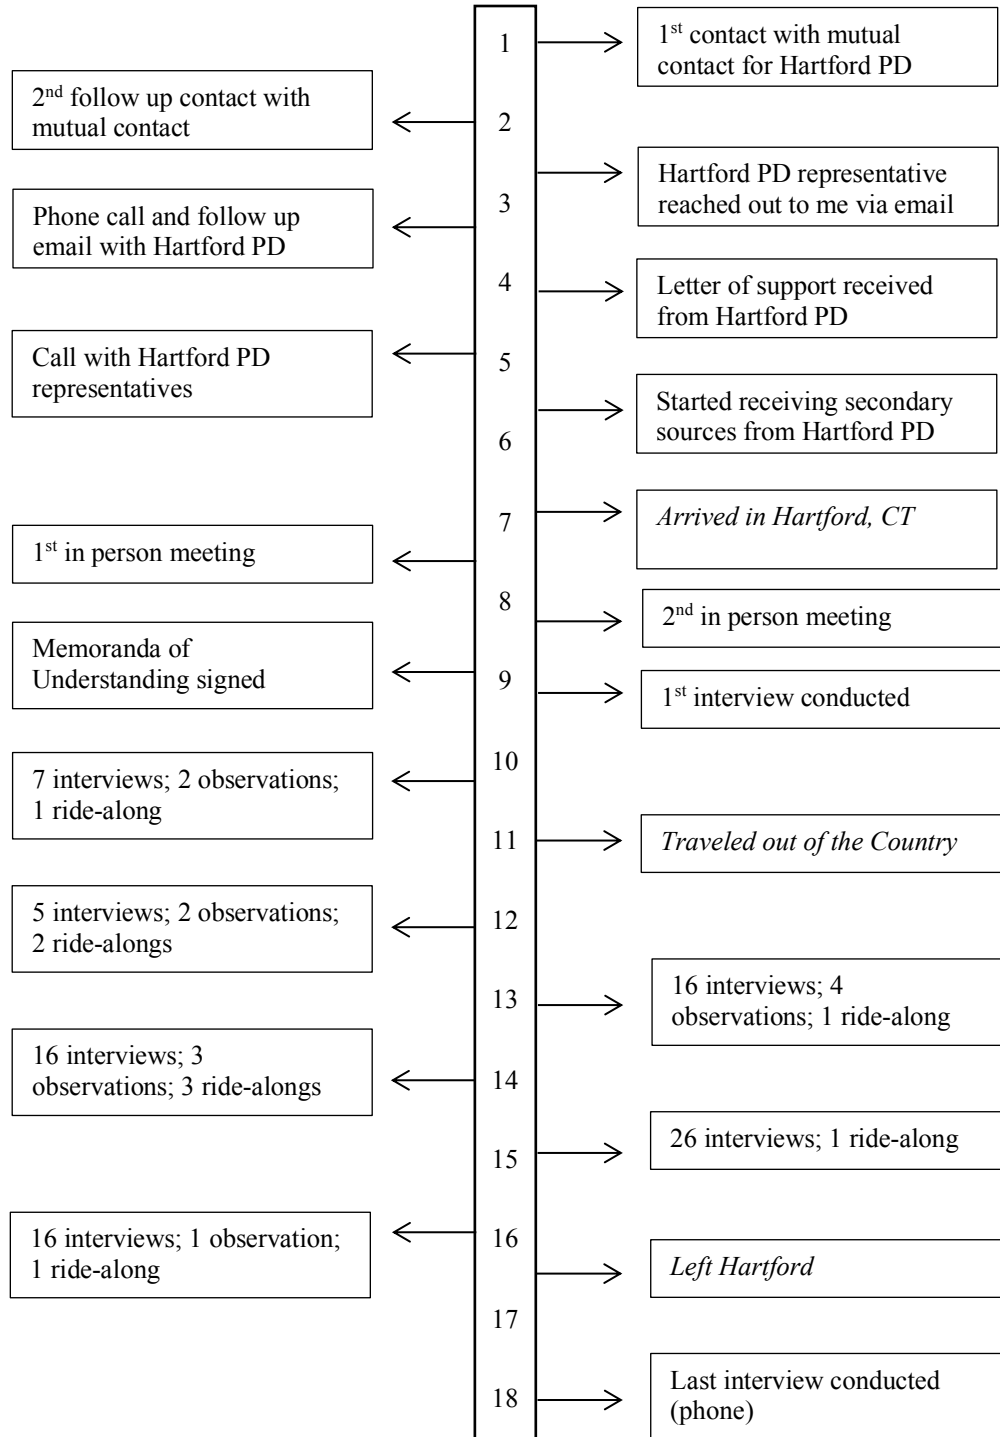 1
1st contact with mutual
contact for Hartford PD
2nd follow up contact with
mutual contact
2
Hartford PD representative
reached out to me via email
3
Phone call and follow up
email with Hartford PD
4
Letter of support received
from Hartford PD
Call with Hartford PD
representatives
5
Started receiving secondary
sources from Hartford PD
6
7
Arrived in Hartford, CT
1st in person meeting
8
2nd in person meeting
Memoranda of
Understanding signed
9
1st interview conducted
10
7 interviews; 2 observations;
1 ride-along
11
Traveled out of the Country
5 interviews; 2 observations;
2 ride-alongs
12
13
16 interviews; 4
observations; 1 ride-along
16 interviews; 3
observations; 3 ride-alongs
14
26 interviews; 1 ride-along
15
16 interviews; 1 observation;
1 ride-along
16
Left Hartford
17
18
Last interview conducted
(phone)